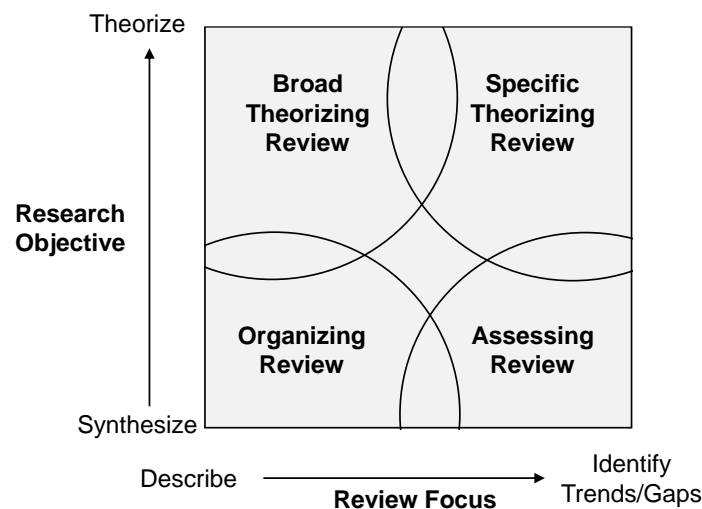 Theorize
Broad
Theorizing
Review
Specific
Theorizing
Review
Research
Objective
Organizing
Review
Assessing
Review
Synthesize
Describe
Review Focus
Identify
Trends/Gaps